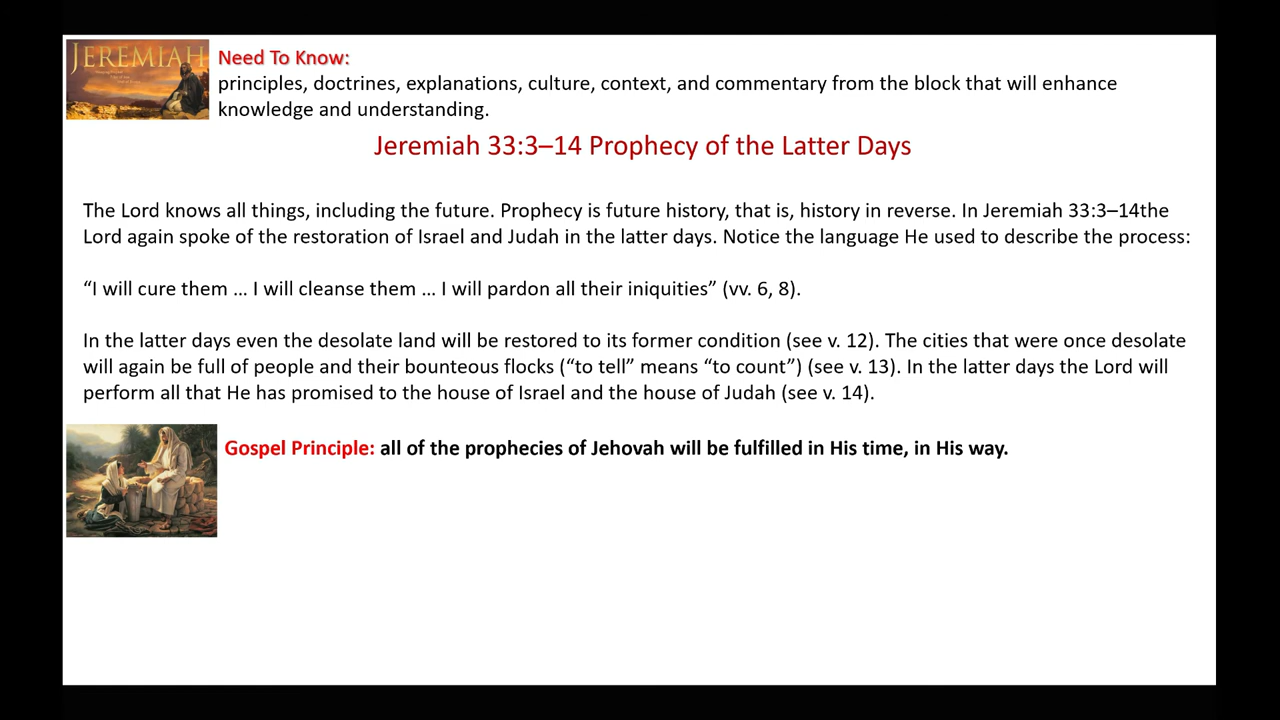 JEREMIAH
Need To Know:
principles, doctrines, explanations, culture, context, and commentary from the block that will enhance
knowledge and understanding.
Jeremiah 33:3–14 Prophecy of the Latter Days
The Lord knows all things, including the future. Prophecy is future history, that is, history in reverse. In Jeremiah 33:3–14the
Lord again spoke of the restoration of Israel and Judah in the latter days. Notice the language He used to describe the process:
“I will cure them … I will cleanse them … I will pardon all their iniquities” (vv. 6, 8).
In the latter days even the desolate land will be restored to its former condition (see v. 12). The cities that were once desolate
will again be full of people and their bounteous flocks (“to tell” means “to count”) (see v. 13). In the latter days the Lord will
perform all that He has promised to the house of Israel and the house of Judah (see v. 14).
Gospel Principle: all of the prophecies of Jehovah will be fulfilled in His time, in His way.